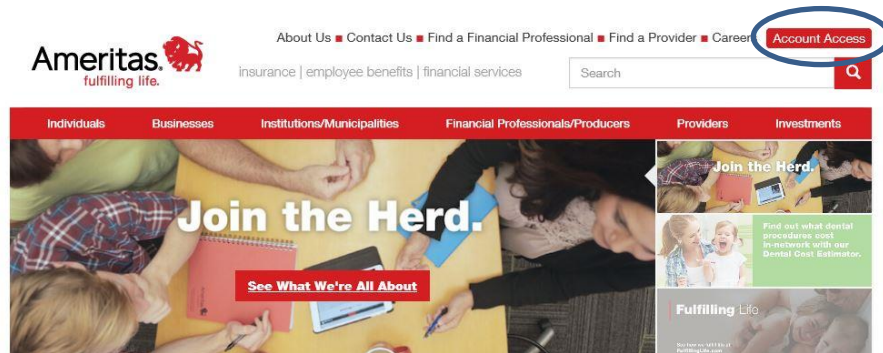 About Us ■ Contact Us ■ Find a Financial Professional ■ Find a Provider ■ Career
Account Access
Ameritas.
fulfilling life.
insurance | employee benefits | financial services
Search
Individuals
Businesses
Institutions/Municipalities
Financial Professionals/Producers
Providers
Investments
Join the Herd.
See What We're All About
Join the Herd.
Find out what dental
procedures cost
in-network with our
Dental Cost Estimator.
Fulfilling Life
FulfillingLife.com